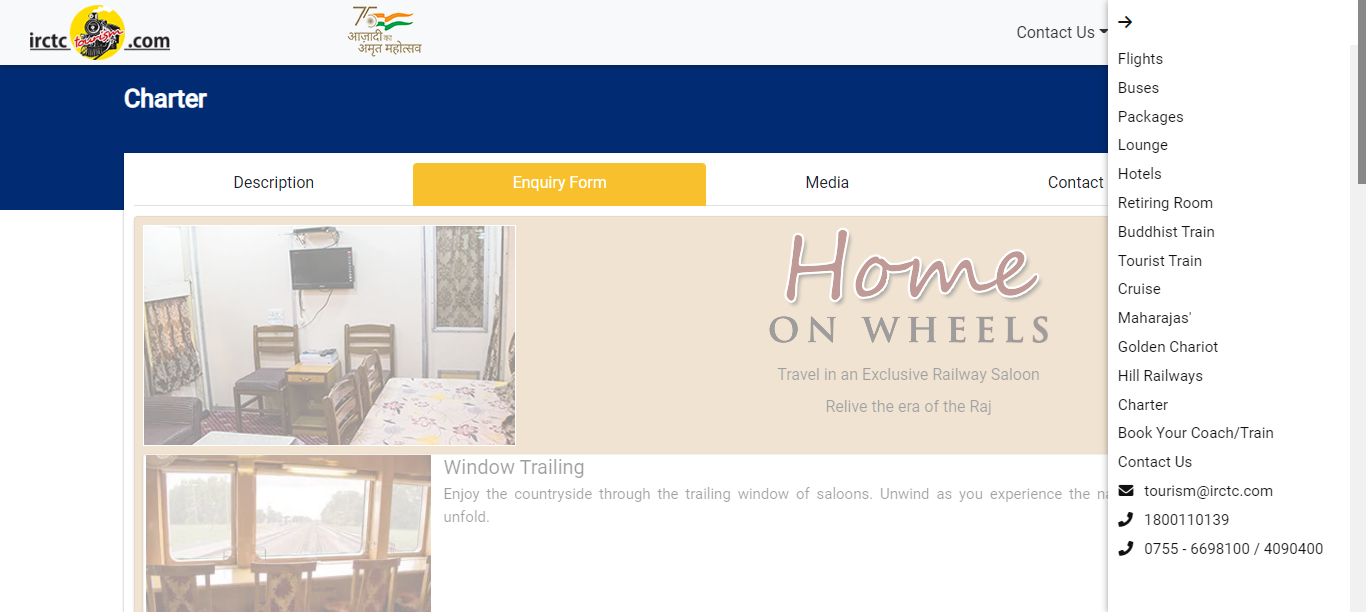 irctc tourism .com
75
आज़ादी का
अमृत महोत्सव
Contact Us
Charter
Description
Enquiry Form
Media
Contact
Home
ON WHEELS
Travel in an Exclusive Railway Saloon
Relive the era of the Raj
Window Trailing
Enjoy the countryside through the trailing window of saloons. Unwind as you experience the
unfold.
Flights
Buses
Packages
Lounge
Hotels
Retiring Room
Buddhist Train
Tourist Train
Cruise
Maharajas'
Golden Chariot
Hill Railways
Charter
Book Your Coach/Train
Contact Us
tourism@irctc.com
1800110139
0755 - 6698100 / 4090400